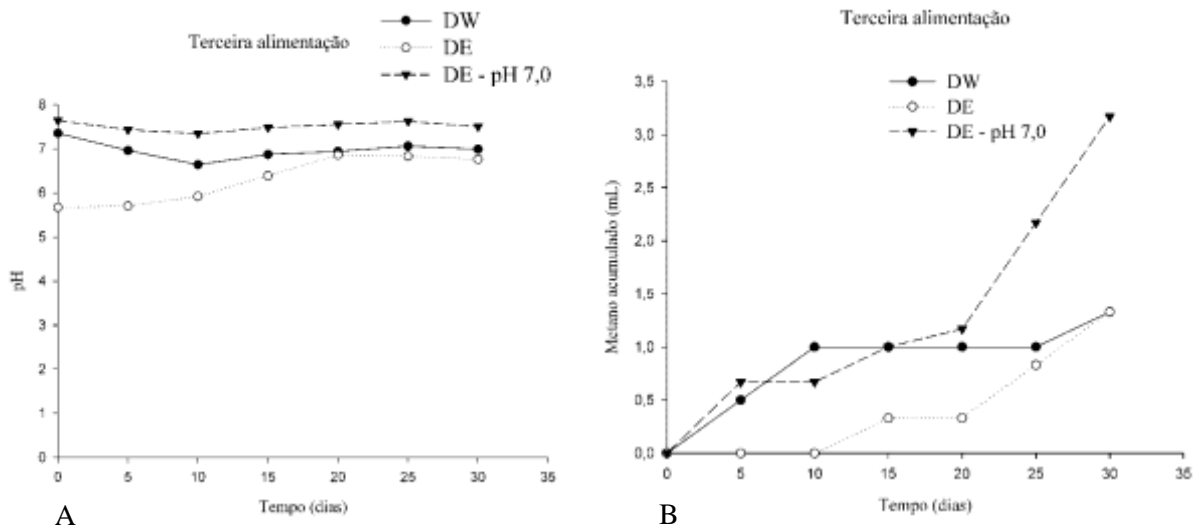 Terceira alimentação
DW
DE
DE - pH 7,0
8
7
6
5
4
3
2
1
0
pH
0 5 10 15 20 25 30 35
Tempo (dias)
A
Terceira alimentação
DW
DE
DE - pH 7,0
3,5
3,0
2,5
2,0
1,5
1,0
0,5
0,0
Metano acumulado (mL)
0 5 10 15 20 25 30 35
Tempo (dias)
B